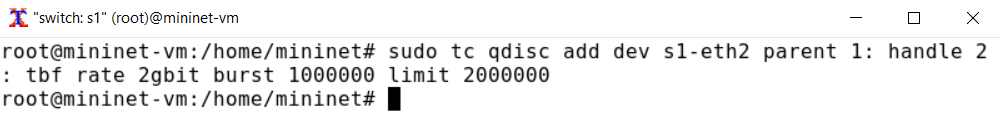 "switch: s1" (root)@mininet-vm
root@mininet-vm:/home/mininet# sudo tc qdisc add dev s1-eth2 parent 1: handle 2
: tbf rate 2gbit burst 1000000 limit 2000000
root@mininet-vm:/home/mininet#